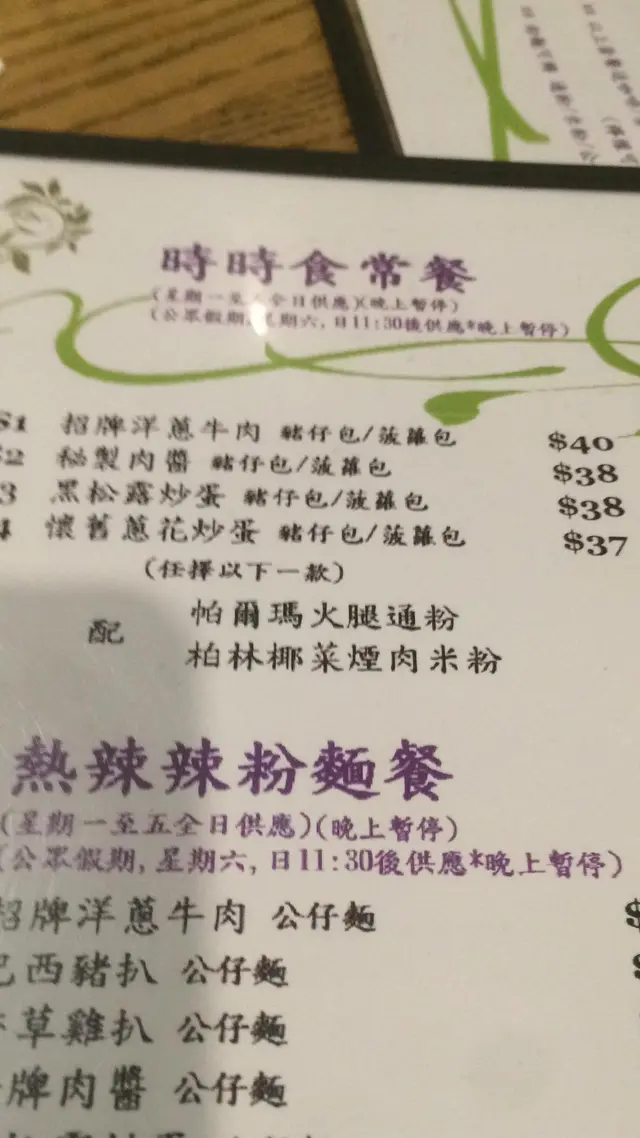 時時食常餐
(星期一至 全日供應)(晚上暫停)
(公眾假期,星期六,日11:30後供應*晚上暫停)
S1 招牌洋蔥牛肉 豬仔包/菠蘿包 $40
2 秘製肉醬 豬仔包/菠蘿包 $38
3 黑松露炒蛋 豬仔包/菠蘿包 $38
4 懷舊蔥花炒蛋 豬仔包/菠蘿包 $37
(任擇以下一款)
配
帕爾瑪火腿通粉
柏林椰菜煙肉米粉
熱辣辣粉麵餐
(星期一至五全日供應)(晚上暫停)
(公眾假期,星期六,日11:30後供應*晚上暫停)
招牌洋蔥牛肉 公仔麵 $
巴西豬扒 公仔麵 $
草雞扒 公仔麵
牌肉醬 公仔麵